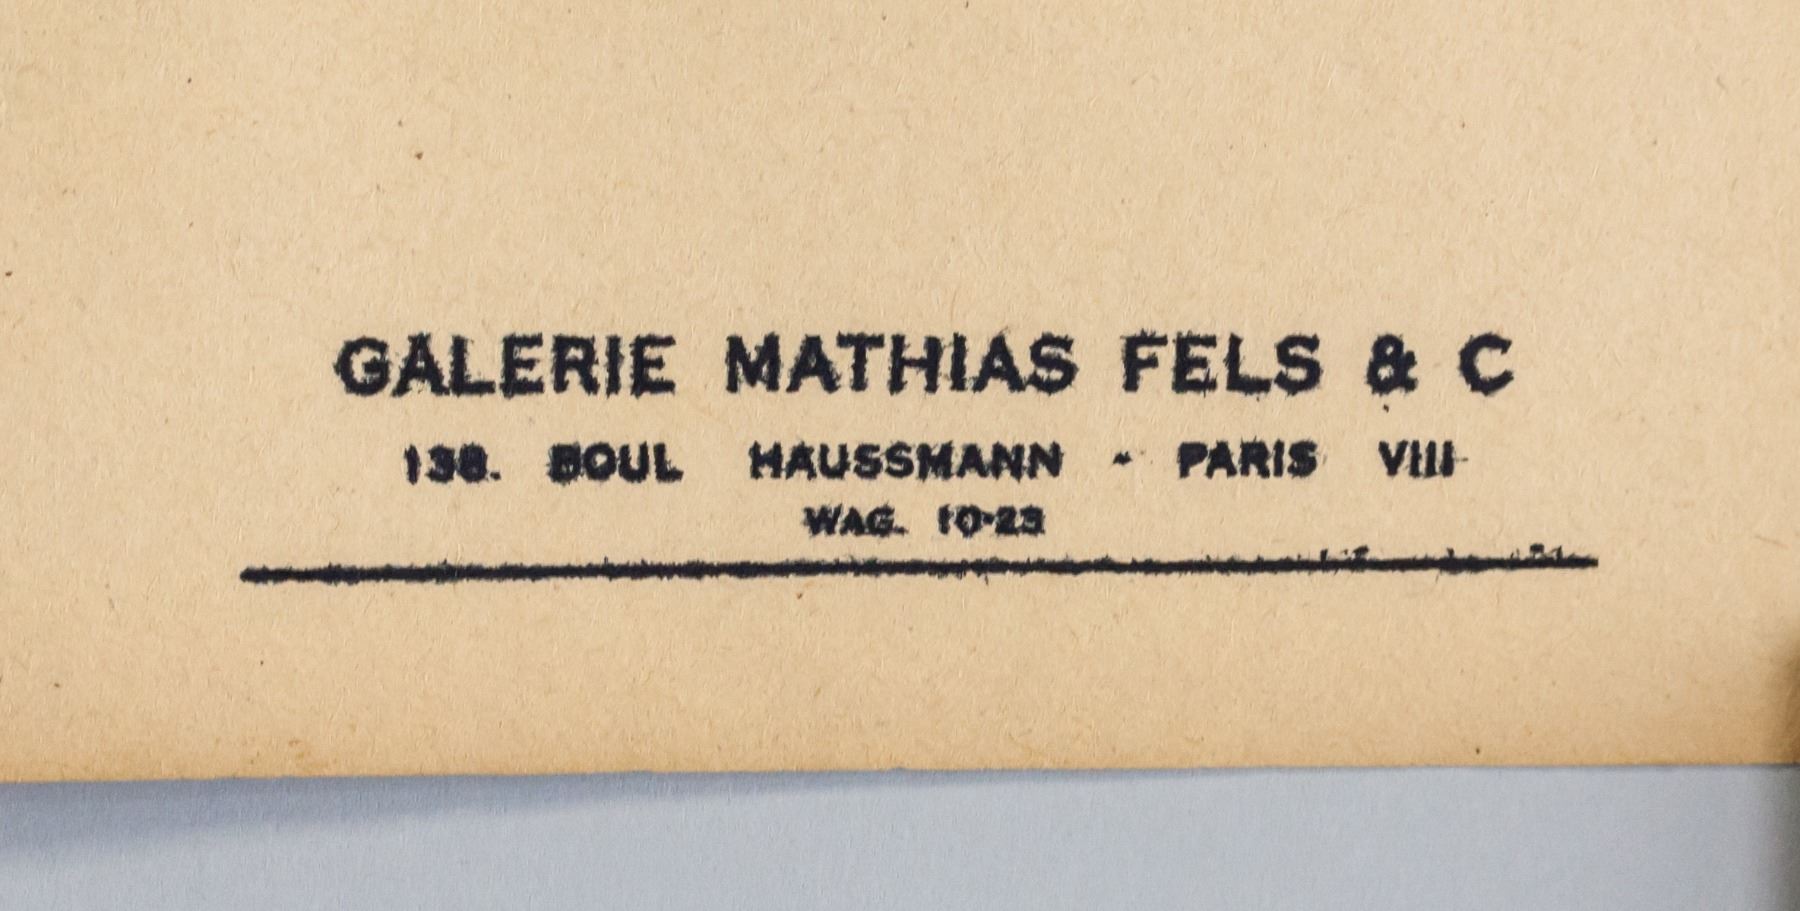 GALERIE MATHIAS FELS & C
138. BOUL HAUSSMANN - PARIS VIII
WAG. 10-23